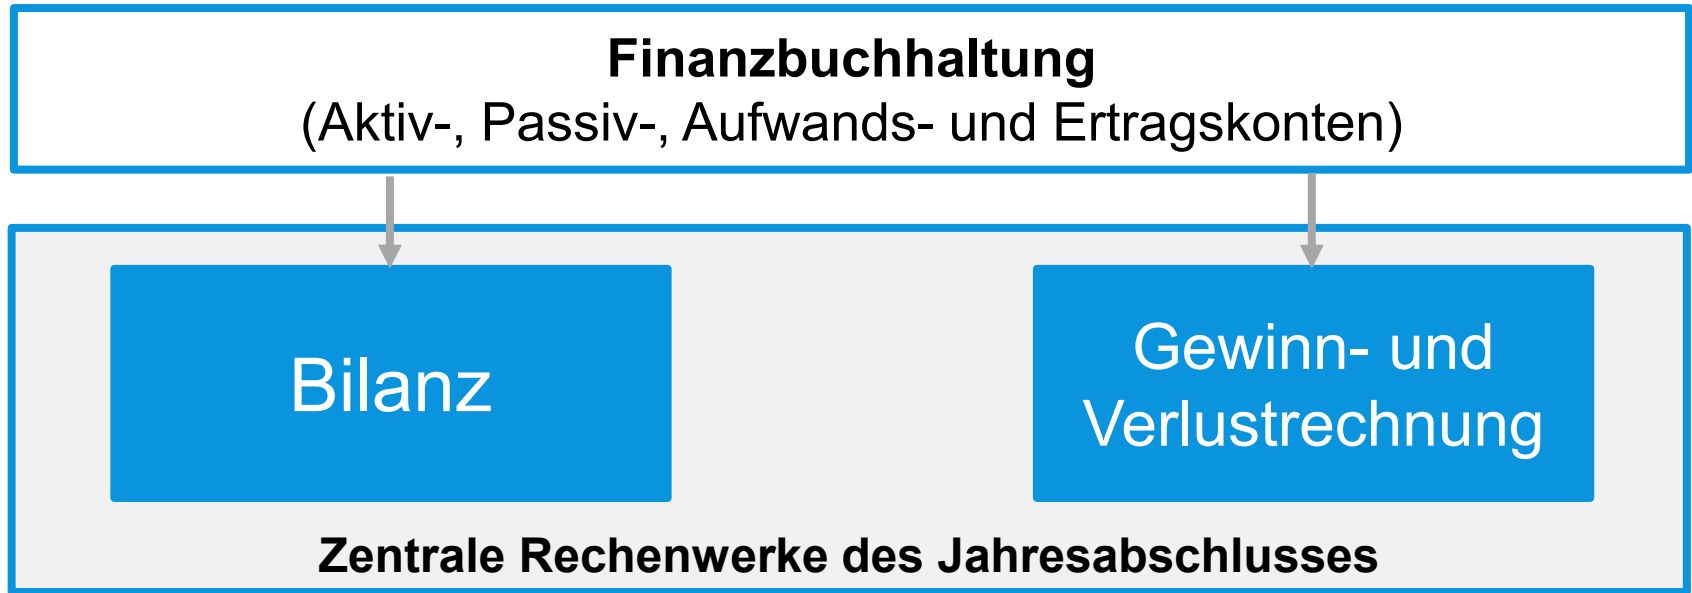 Finanzbuchhaltung
(Aktiv-, Passiv-, Aufwands- und Ertragskonten)
Bilanz
Gewinn- und
Verlustrechnung
Zentrale Rechenwerke des Jahresabschlusses